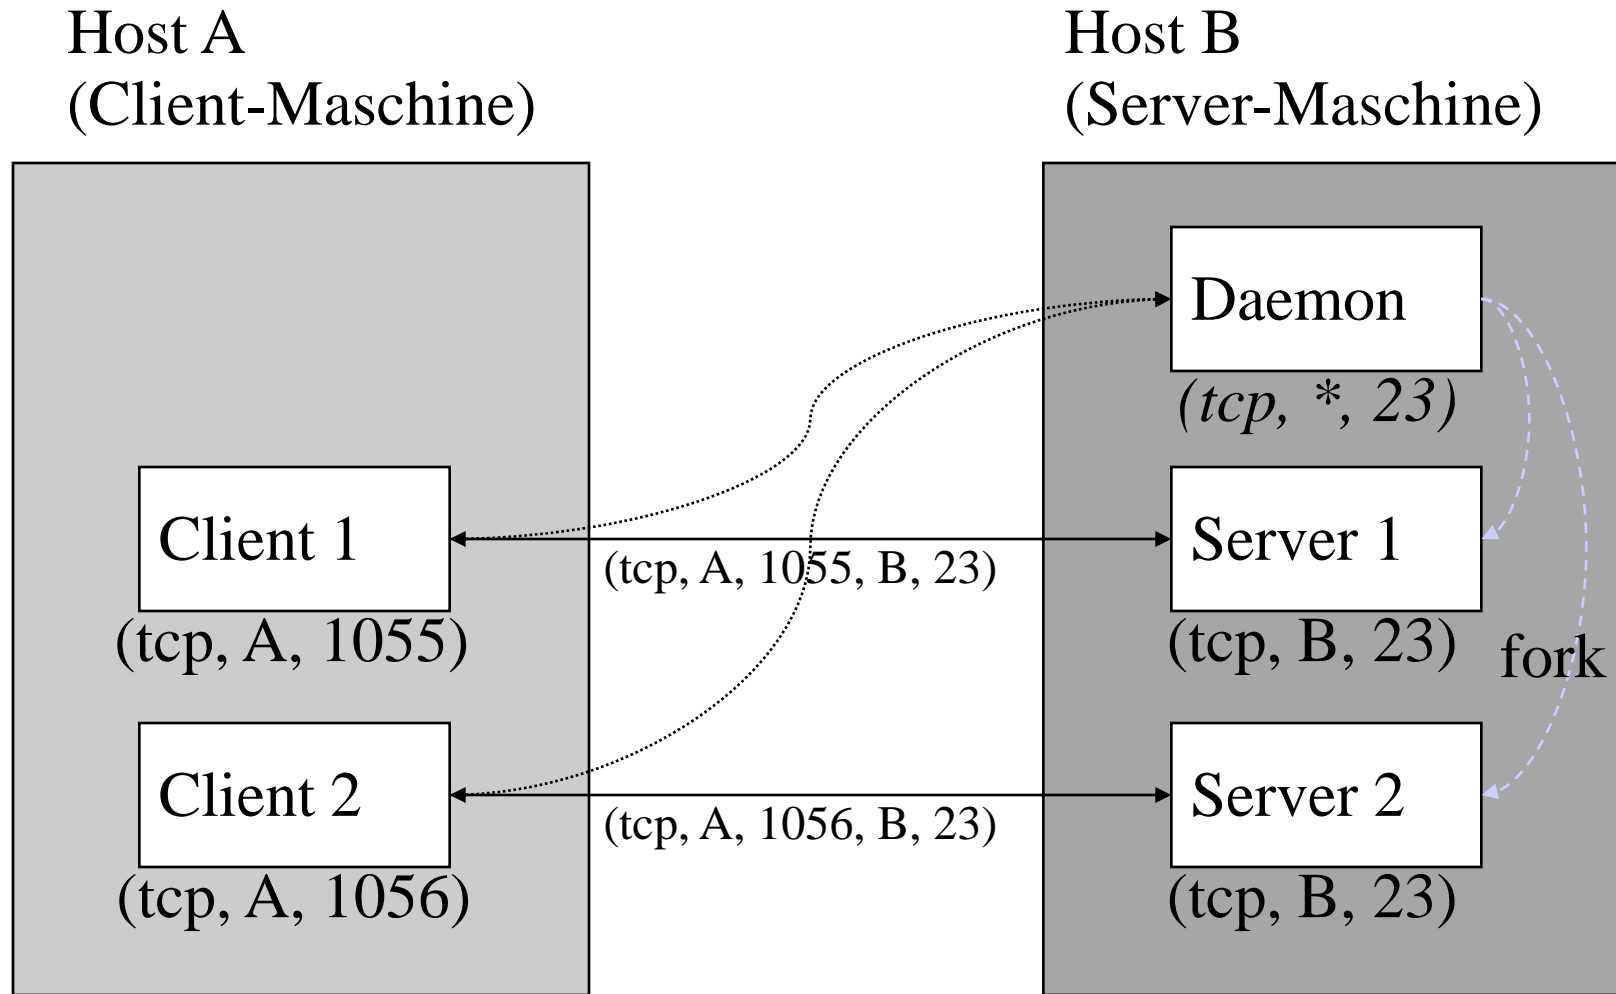 Host A
(Client-Maschine)
Host B
(Server-Maschine)
Daemon
(tcp, *, 23)
Client 1
(tcp, A, 1055, B, 23)
Server 1
(tcp, A, 1055)
(tcp, B, 23)
fork
Client 2
(tcp, A, 1056, B, 23)
Server 2
(tcp, A, 1056)
(tcp, B, 23)